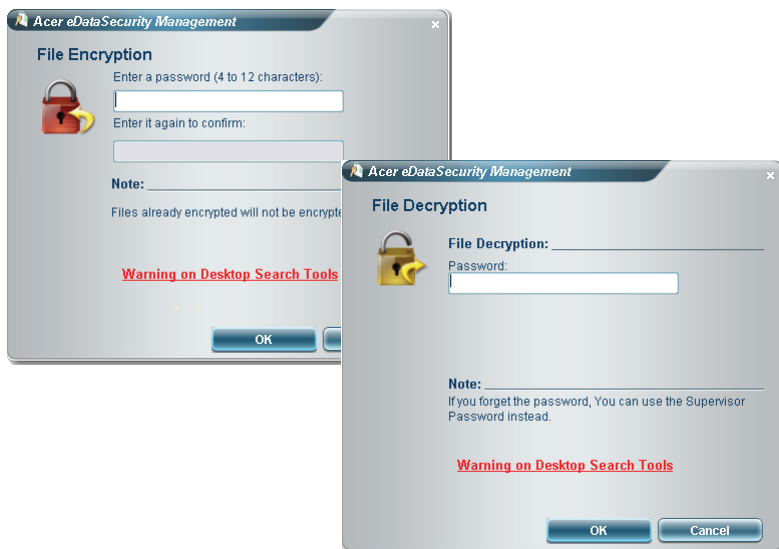 Acer eDataSecurity Management
File Encryption
Enter a password (4 to 12 characters):
Enter it again to confirm:
Note:
Files already encrypted will not be encrypte
Warning on Desktop Search Tools
OK
Acer eDataSecurity Management
File Decryption
File Decryption:
Password:
Note:
If you forget the password, You can use the Supervisor
Password instead.
Warning on Desktop Search Tools
OK
Cancel